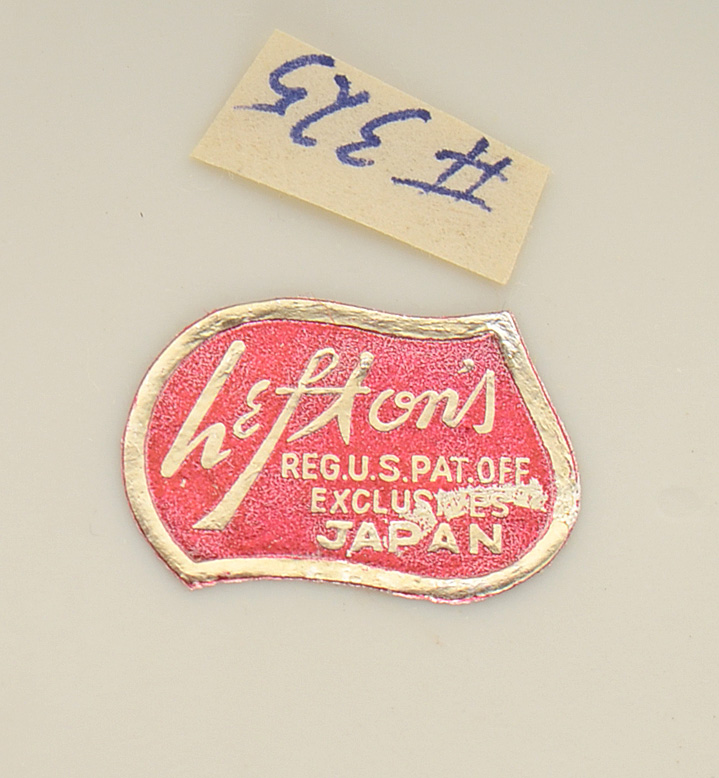 # 325
Lefton's
REG.U.S.PAT.OFF
EXCLUSIVES
JAPAN